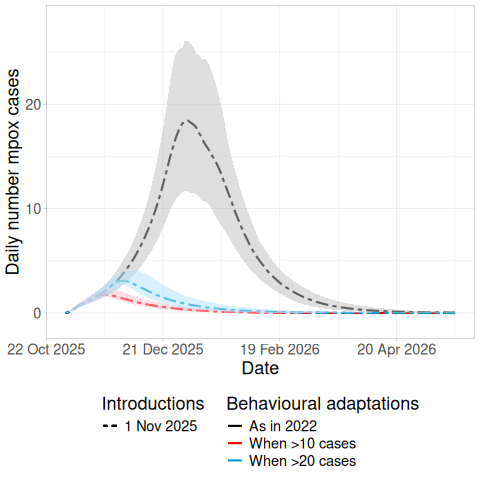 Daily number mpox cases
20
10
0
22 Oct 2025 21 Dec 2025 19 Feb 2026 20 Apr 2026
Date
Introductions
1 Nov 2025
Behavioural adaptations
As in 2022
When >10 cases
When >20 cases